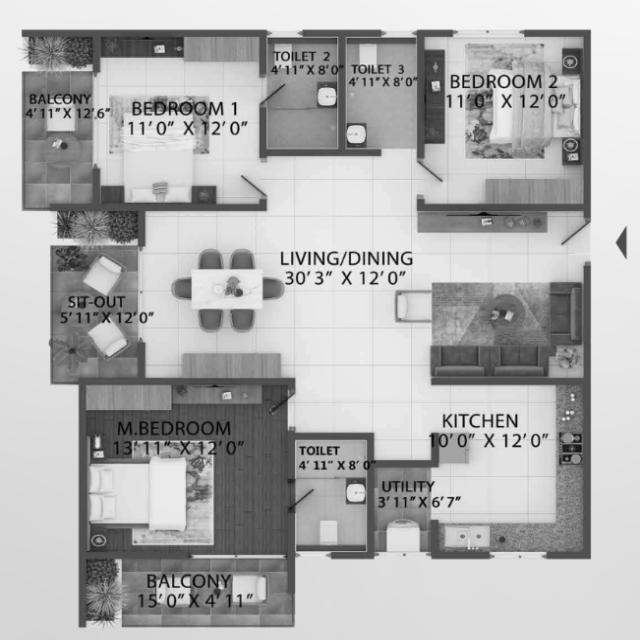 BALCONY
4'11" X 12'6"
BEDROOM 1
11'0" X 12'0"
TOILET 2
4'11" X 8'0"
TOILET 3
4'11" X 8'0"
BEDROOM 2
11'0" X 12'0"
LIVING/DINING
30'3" X 12'0"
SIT-OUT
5'11" X 12'0"
M.BEDROOM
13'11" X 12'0"
TOILET
4'11" X 8'0"
KITCHEN
10'0" X 12'0"
UTILITY
3'11" X 6'7"
BALCONY
15'0" X 4'11"